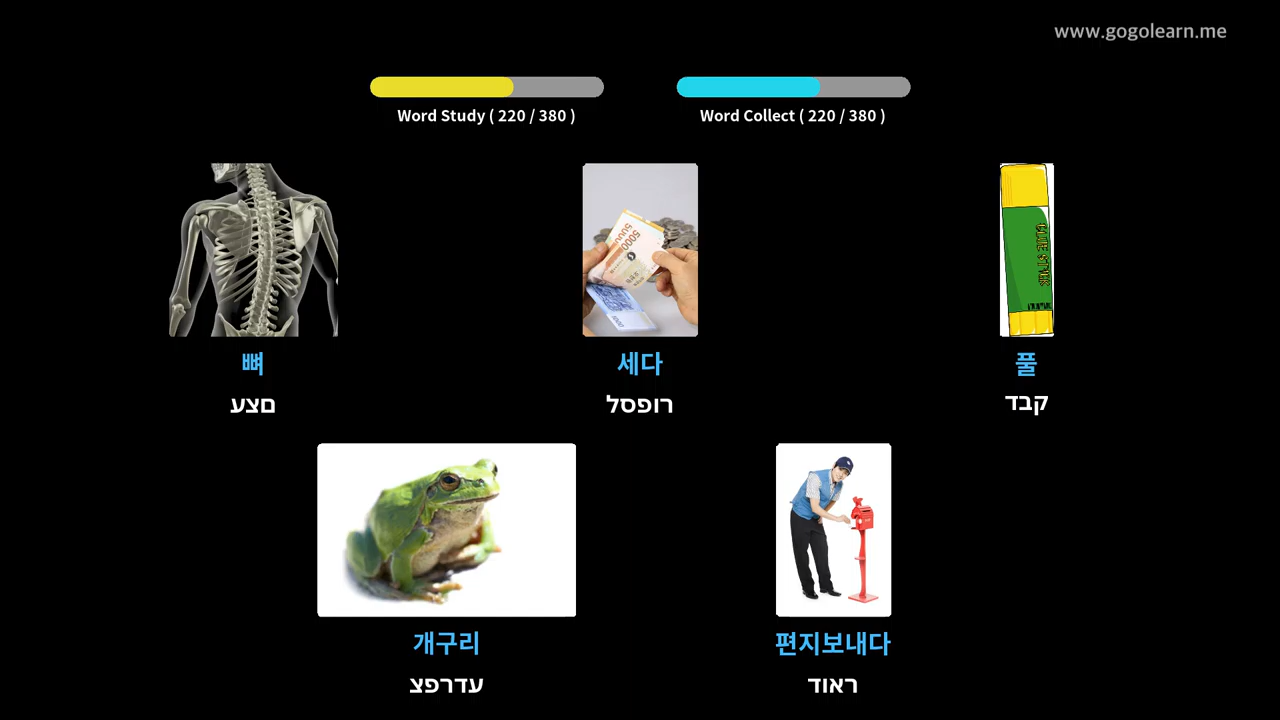 www.gogolearn.me
Word Study ( 220 / 380 )
Word Collect ( 220 / 380 )
뼈
םצע
세다
רופסל
풀
קבד
개구리
עדרפצ
편지보내다
ראוד